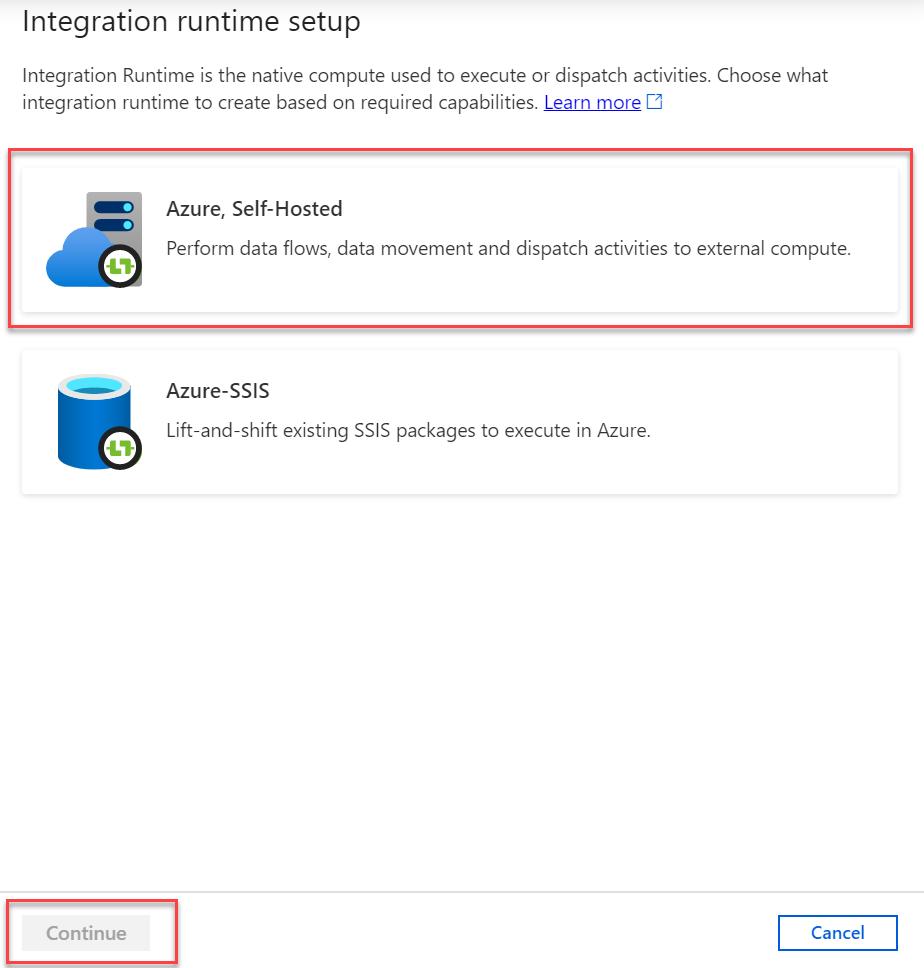 Integration runtime setup
Integration Runtime is the native compute used to execute or dispatch activities. Choose what
integration runtime to create based on required capabilities. Learn more
Azure, Self-Hosted
Perform data flows, data movement and dispatch activities to external compute.
Azure-SSIS
Lift-and-shift existing SSIS packages to execute in Azure.
Continue
Cancel